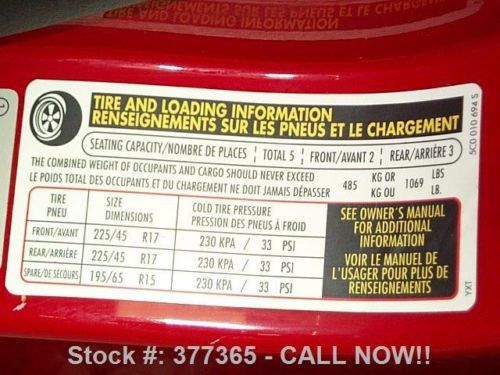 TIRE AND LOADING INFORMATION
RENSEIGNEMENTS SUR LES PNEUS ET LE CHARGEMENT
SEATING CAPACITY/NOMBRE DE PLACES TOTAL 5 FRONT/AVANT 2 REAR/ARRIÈRE 3
THE COMBINED WEIGHT OF OCCUPANTS AND CARGO SHOULD NEVER EXCEED
LE POIDS TOTAL DES OCCUPANTS ET DU CHARGEMENT NE DOIT JAMAIS DÉPASSER
485 KG OR 1069 LBS
KG OU LB.
TIRE SIZE COLD TIRE PRESSURE
PNEU DIMENSIONS PRESSION DES PNEUS À FROID
FRONT/AVANT 225/45 R17 230 KPA / 33 PSI
REAR/ARRIÈRE 225/45 R17 230 KPA / 33 PSI
SPARE/DE SECOURS 195/65 R15 230 KPA / 33 PSI
SEE OWNER'S MANUAL
FOR ADDITIONAL
INFORMATION
VOIR LE MANUEL DE
L'USAGER POUR PLUS DE
RENSEIGNEMENTS
5C0 010 694 S
YXT
Stock #: 377365 - CALL NOW!!